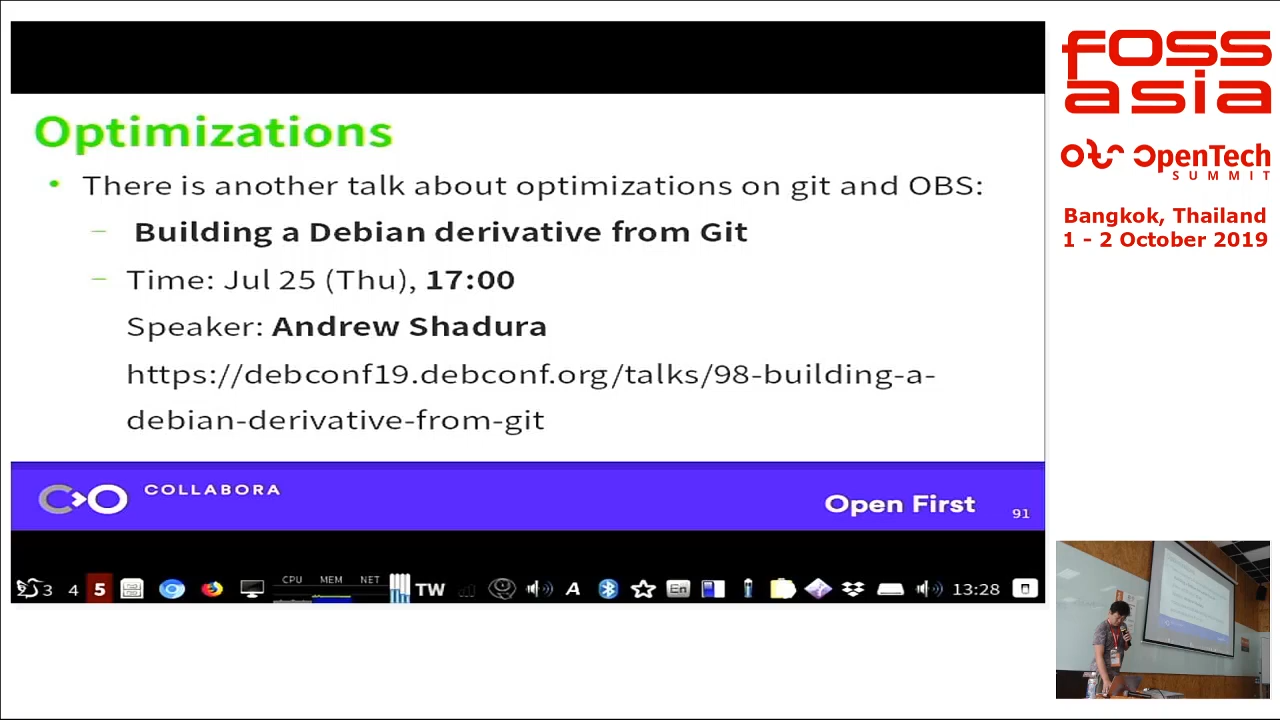 Optimizations
• There is another talk about optimizations on git and OBS:
– Building a Debian derivative from Git
– Time: Jul 25 (Thu), 17:00
Speaker: Andrew Shadura
https://debconf19.debconf.org/talks/98-building-a-
debian-derivative-from-git
COLLABORA
Open First
91
3 4 5 CPU MEM NET TW A En 13:28
foss
asia
OpenTech
SUMMIT
Bangkok, Thailand
1 - 2 October 2019